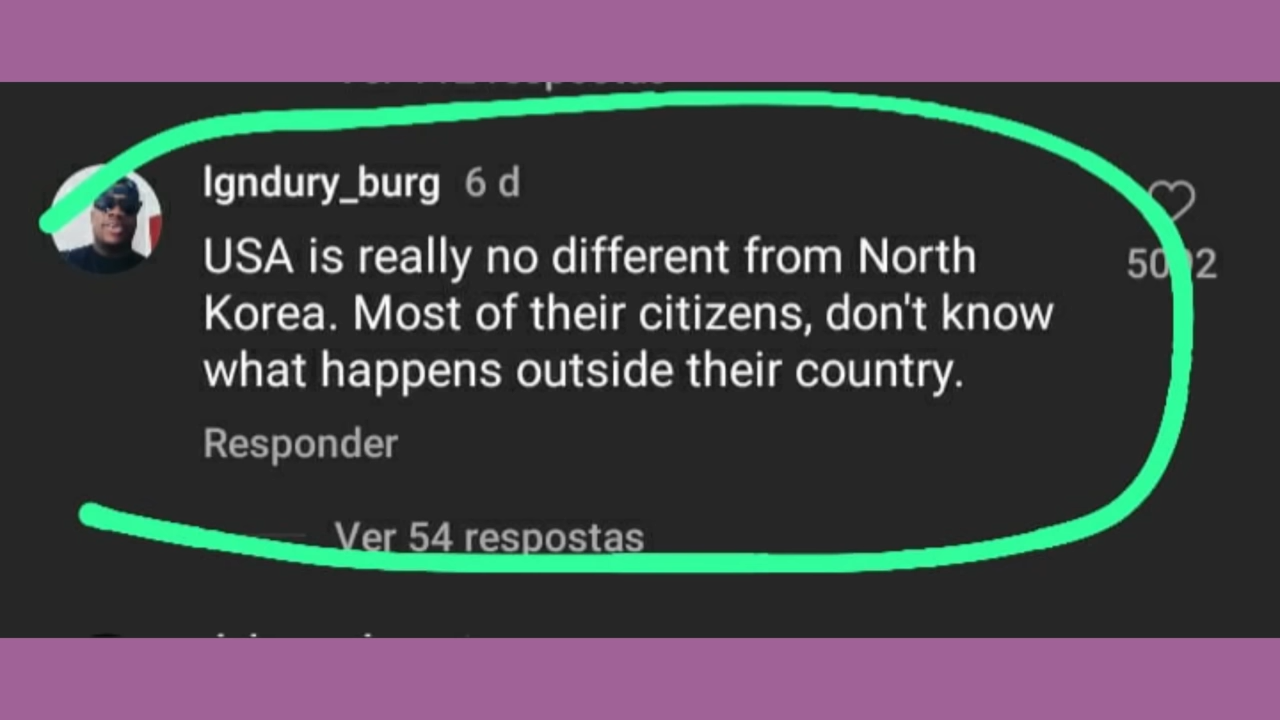 lgndury_burg 6 d
USA is really no different from North
Korea. Most of their citizens, don't know
what happens outside their country.
Responder
Ver 54 respostas